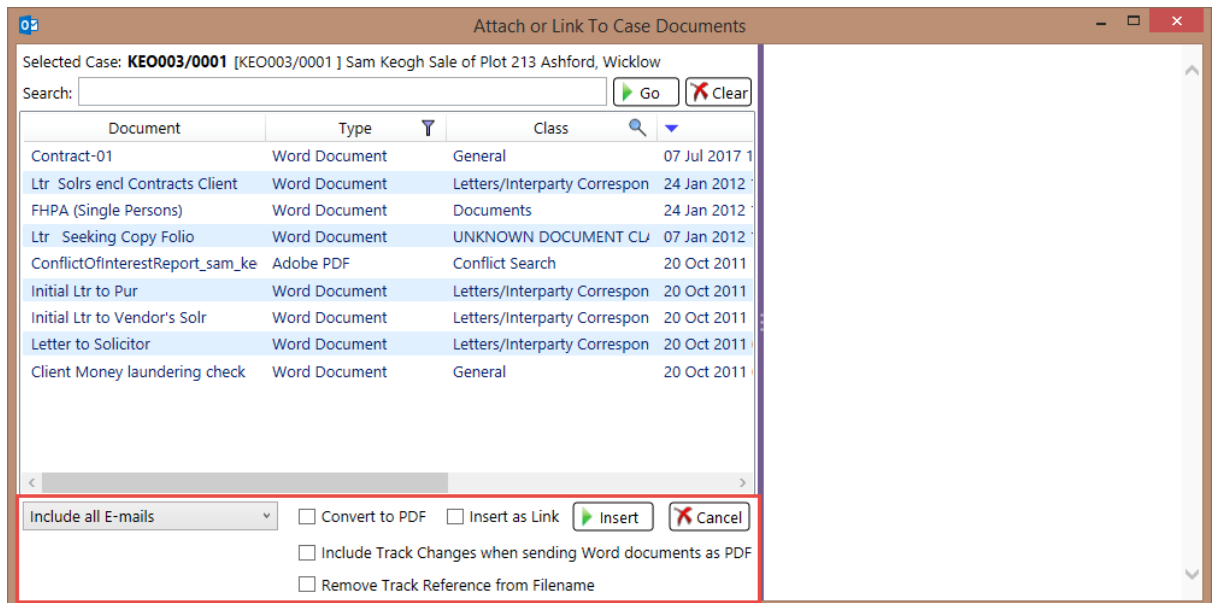 Attach or Link To Case Documents
Selected Case: KEO003/0001 [KEO003/0001 ] Sam Keogh Sale of Plot 213 Ashford, Wicklow
Search: Go Clear
Document Type Class
Contract-01 Word Document General 07 Jul 2017 1
Ltr Solrs encl Contracts Client Word Document Letters/Interparty Correspon 24 Jan 2012
FHPA (Single Persons) Word Document Documents 24 Jan 2012
Ltr Seeking Copy Folio Word Document UNKNOWN DOCUMENT CL 07 Jan 2012
ConflictOfInterestReport_sam_ke Adobe PDF Conflict Search 20 Oct 2011
Initial Ltr to Pur Word Document Letters/Interparty Correspon 20 Oct 2011
Initial Ltr to Vendor's Solr Word Document Letters/Interparty Correspon 20 Oct 2011
Letter to Solicitor Word Document Letters/Interparty Correspon 20 Oct 2011
Client Money laundering check Word Document General 20 Oct 2011
Include all E-mails Convert to PDF Insert as Link Insert Cancel
Include Track Changes when sending Word documents as PDF
Remove Track Reference from Filename